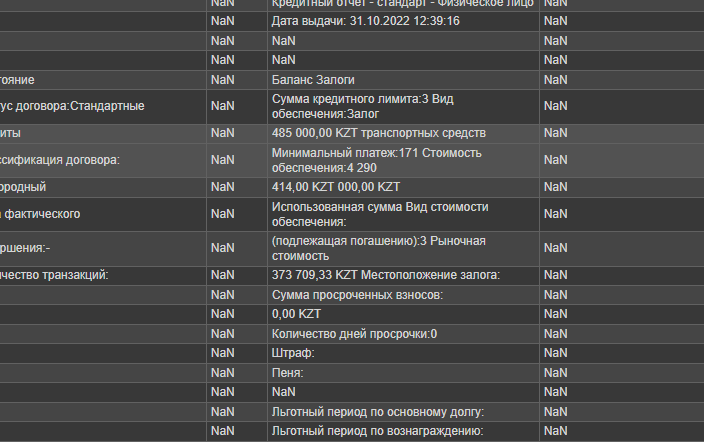 NaN Кредитный отчет - стандарт - Физическое лицо NaN
NaN Дата выдачи: 31.10.2022 12:39:16 NaN
NaN NaN NaN
NaN NaN NaN
тояние NaN Баланс Залоги NaN
ус договора:Стандартные NaN Сумма кредитного лимита:3 Вид
обеспечения:Залог NaN
иты NaN 485 000,00 KZT транспортных средств NaN
ссификация договора: NaN Минимальный платеж:171 Стоимость
обеспечения:4 290 NaN
ородный NaN 414,00 KZT 000,00 KZT NaN
а фактического NaN Использованная сумма Вид стоимости
обеспечения: NaN
ершения:- NaN (подлежащая погашению):3 Рыночная
стоимость NaN
ичество транзакций: NaN 373 709,33 KZT Местоположение залога: NaN
NaN Сумма просроченных взносов: NaN
NaN 0,00 KZT NaN
NaN Количество дней просрочки:0 NaN
NaN Штраф: NaN
NaN Пеня: NaN
NaN NaN NaN
NaN Льготный период по основному долгу: NaN
NaN Льготный период по вознаграждению: NaN